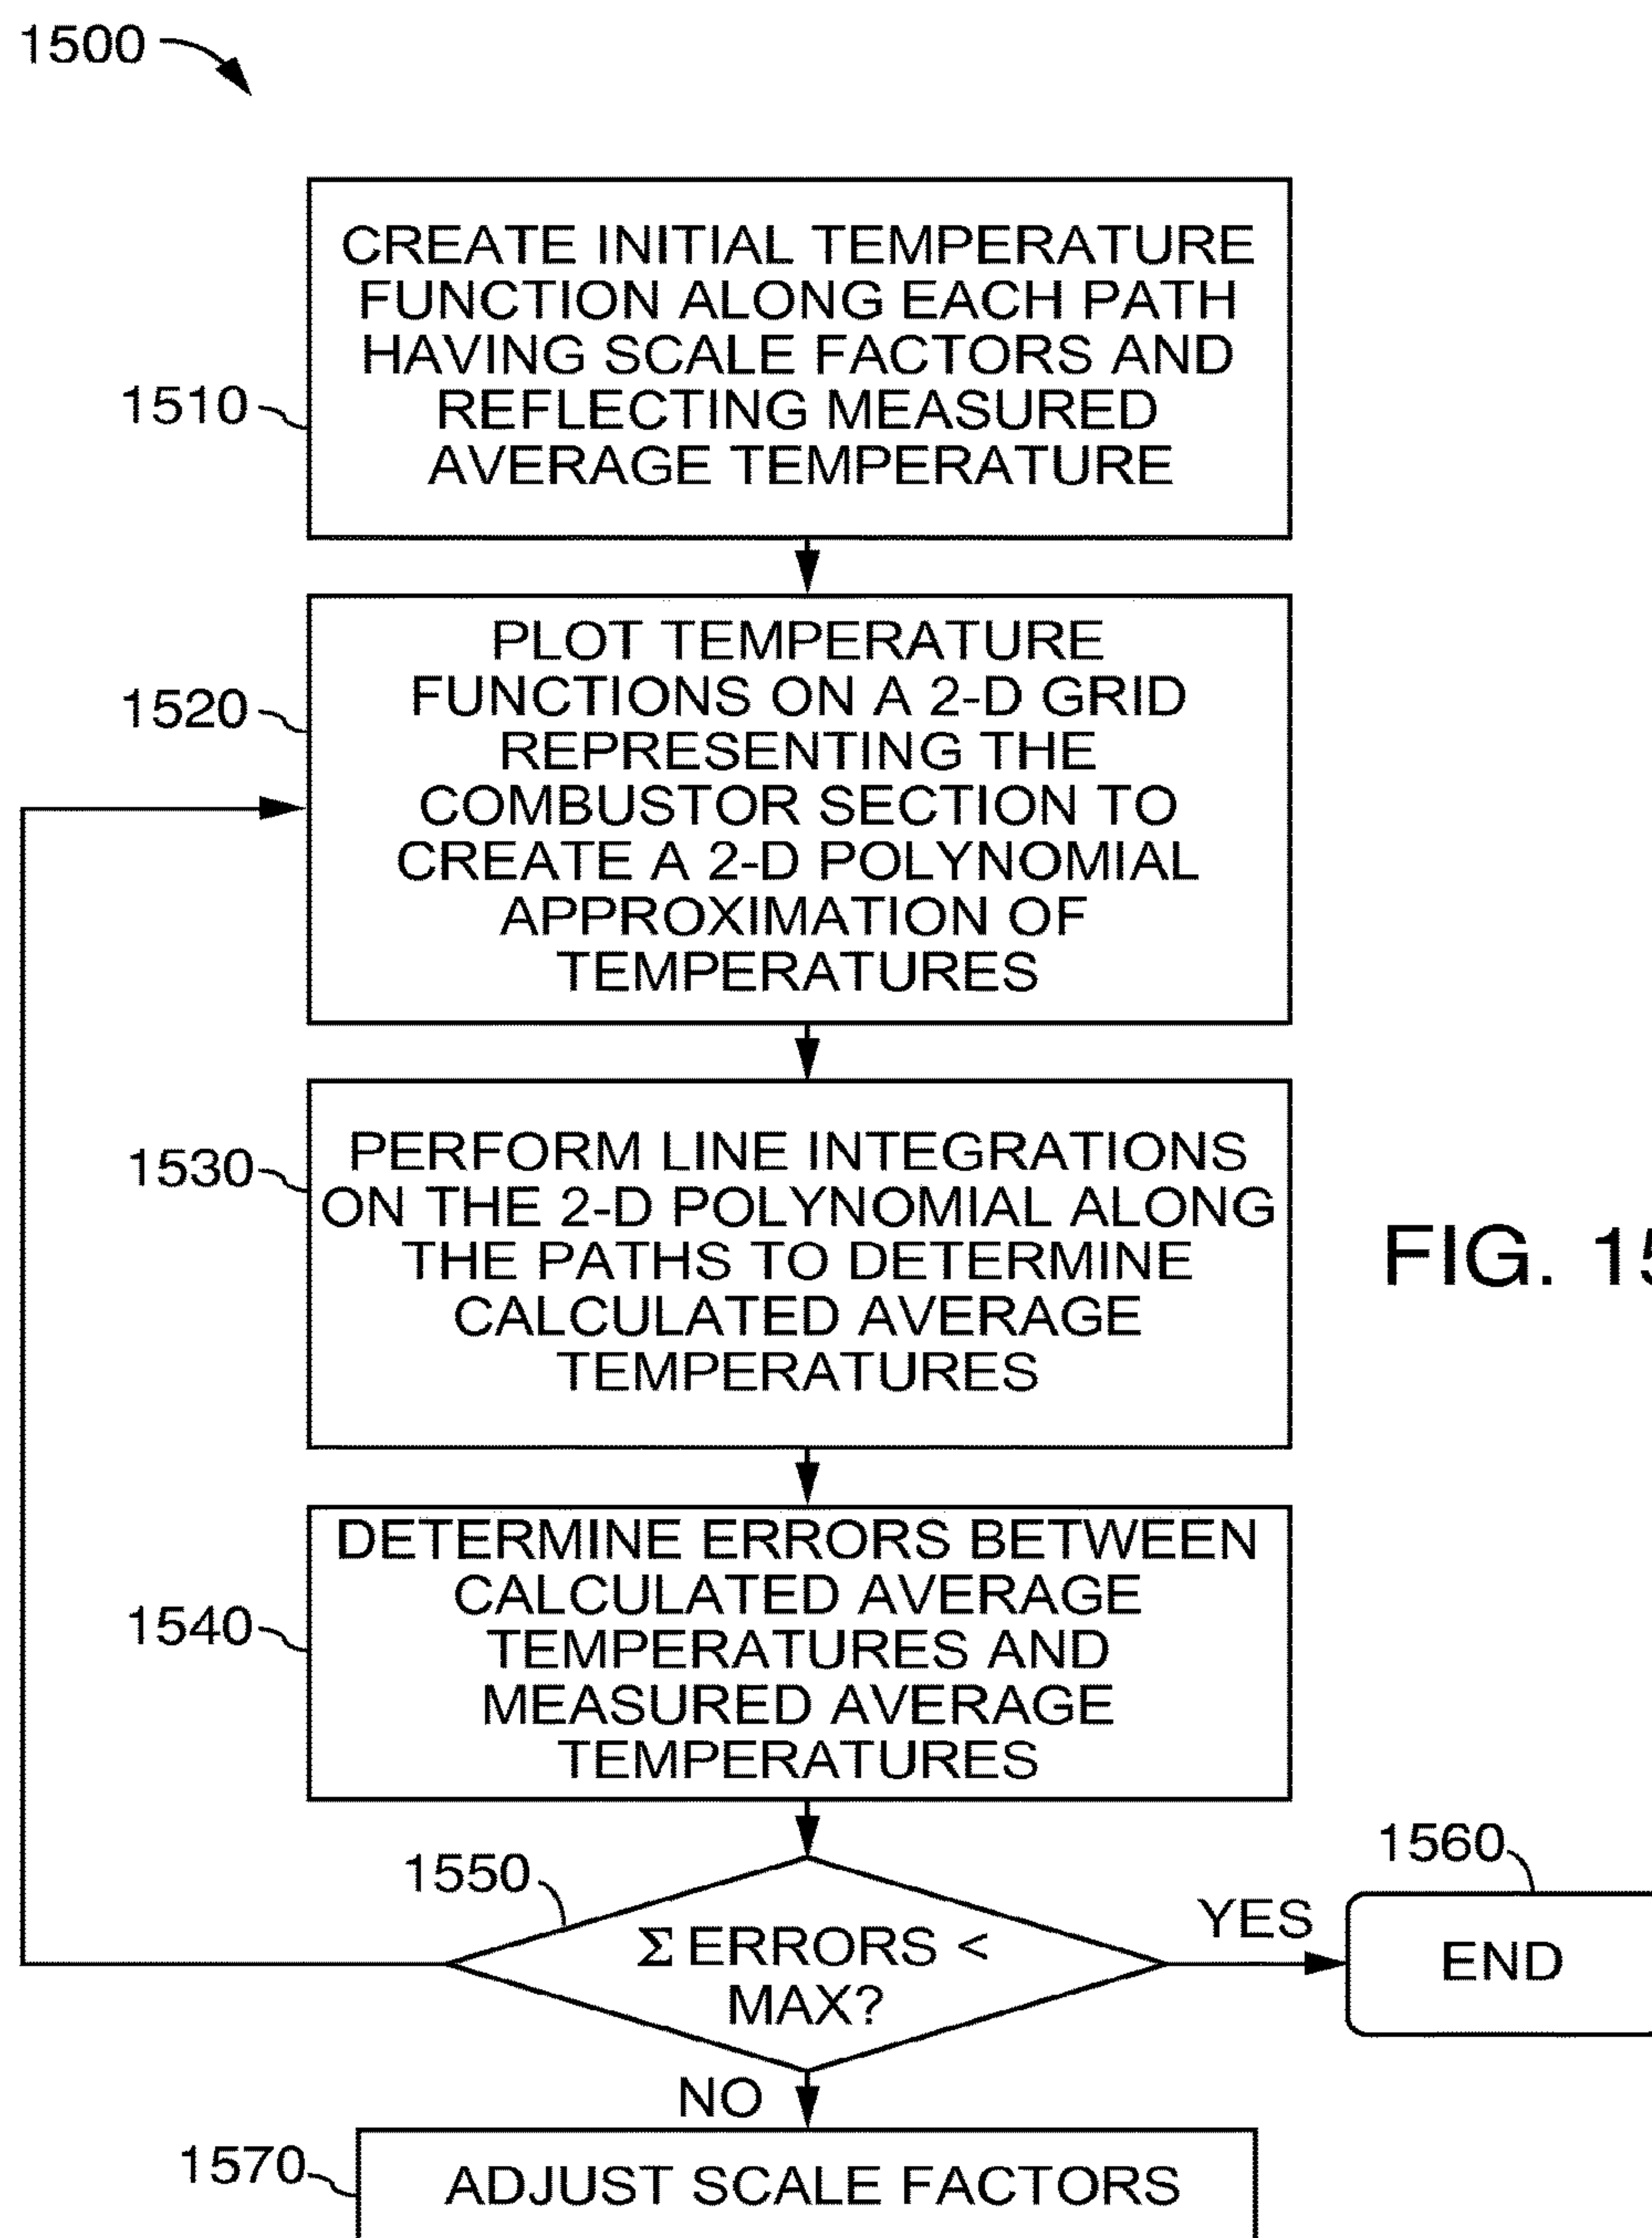 1500
CREATE INITIAL TEMPERATURE
FUNCTION ALONG EACH PATH
HAVING SCALE FACTORS AND
REFLECTING MEASURED
AVERAGE TEMPERATURE
1510
PLOT TEMPERATURE
FUNCTIONS ON A 2-D GRID
REPRESENTING THE
COMBUSTOR SECTION TO
CREATE A 2-D POLYNOMIAL
APPROXIMATION OF
TEMPERATURES
1520
PERFORM LINE INTEGRATIONS
ON THE 2-D POLYNOMIAL ALONG
THE PATHS TO DETERMINE
CALCULATED AVERAGE
TEMPERATURES
1530
FIG. 15
DETERMINE ERRORS BETWEEN
CALCULATED AVERAGE
TEMPERATURES AND
MEASURED AVERAGE
TEMPERATURES
1540
1550
Σ ERRORS <
MAX?
YES
1560
END
NO
1570
ADJUST SCALE FACTORS